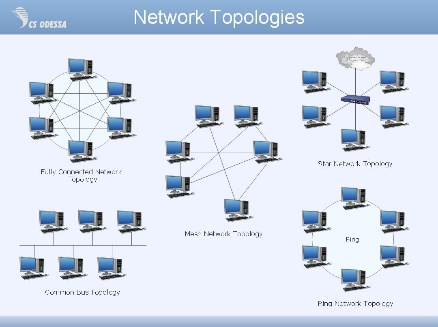 CS ODESSA
Network Topologies
Fully Connected Network
Topology
Star Network Topology
Mesh Network Topology
Ring
Common Bus Topology
Ring Network Topology